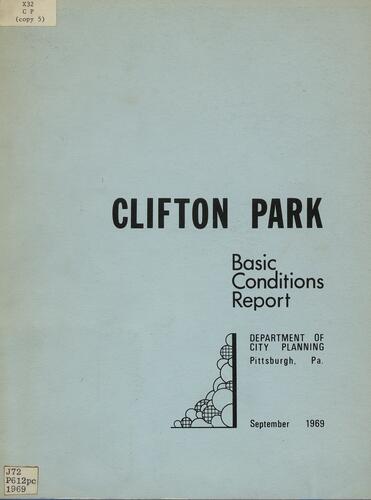 X32
C P
(copy 5)
CLIFTON PARK
Basic
Conditions
Report
DEPARTMENT OF
CITY PLANNING
Pittsburgh, Pa.
September 1969
J72
P612pc
1969